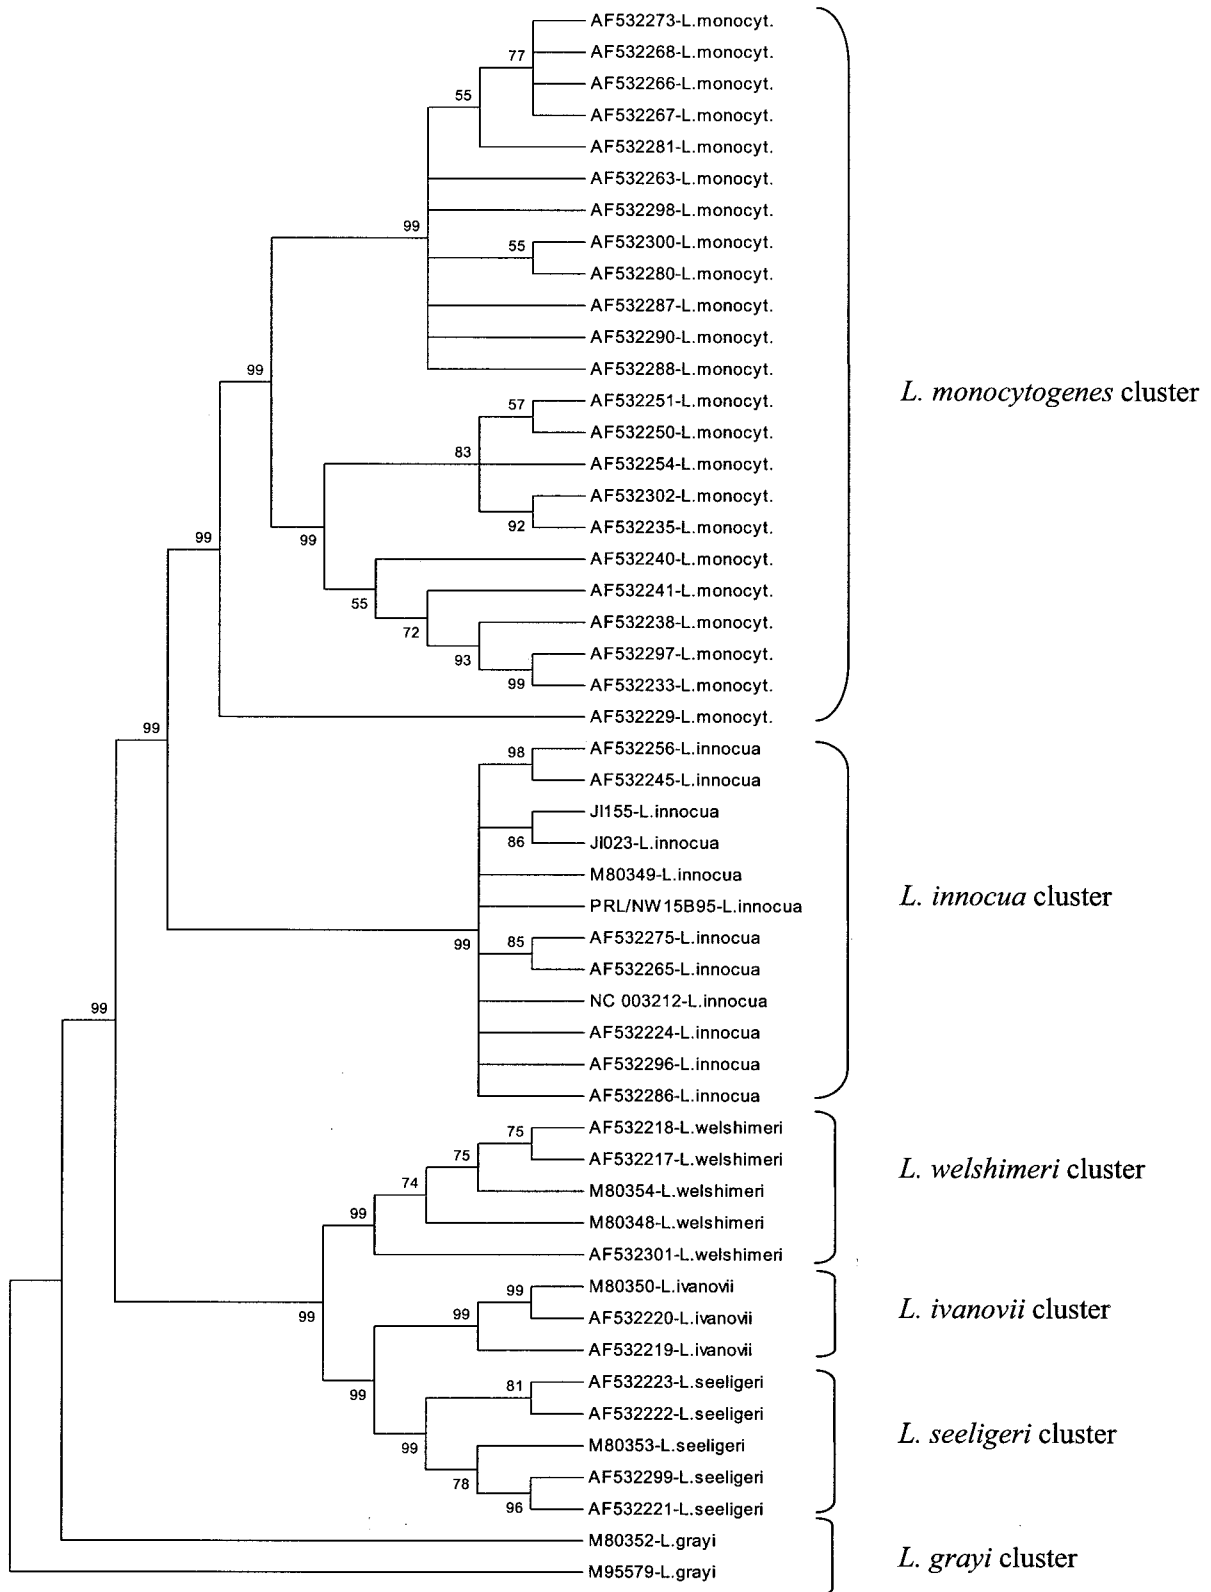 AF532273-L.monocyt.
77
AF532268-L.monocyt.
AF532266-L.monocyt.
55
AF532267-L.monocyt.
AF532281-L.monocyt.
AF532263-L.monocyt.
AF532298-L.monocyt.
99
55
AF532300-L.monocyt.
AF532280-L.monocyt.
AF532287-L.monocyt.
AF532290-L.monocyt.
AF532288-L.monocyt.
99
L. monocytogenes cluster
57
AF532251-L.monocyt.
AF532250-L.monocyt.
83
AF532254-L.monocyt.
AF532302-L.monocyt.
92
AF532235-L.monocyt.
99
99
AF532240-L.monocyt.
AF532241-L.monocyt.
55
AF532238-L.monocyt.
72
AF532297-L.monocyt.
93
AF532233-L.monocyt.
99
AF532229-L.monocyt.
99
AF532256-L.innocua
98
AF532245-L.innocua
JI155-L.innocua
JI023-L.innocua
86
M80349-L.innocua
L. innocua cluster
PRL/NW15B95-L.innocua
AF532275-L.innocua
99
85
AF532265-L.innocua
NC 003212-L.innocua
99
AF532224-L.innocua
AF532296-L.innocua
AF532286-L.innocua
AF532218-L.welshimeri
75
75
AF532217-L.welshimeri
L. welshimeri cluster
74
M80354-L.welshimeri
99
M80348-L.welshimeri
AF532301-L.welshimeri
99
M80350-L.ivanovii
99
99
AF532220-L.ivanovii
L. ivanovii cluster
AF532219-L.ivanovii
81
AF532223-L.seeligeri
99
AF532222-L.seeligeri
L. seeligeri cluster
99
M80353-L.seeligeri
78
AF532299-L.seeligeri
96
AF532221-L.seeligeri
M80352-L.grayi
L. grayi cluster
M95579-L.grayi